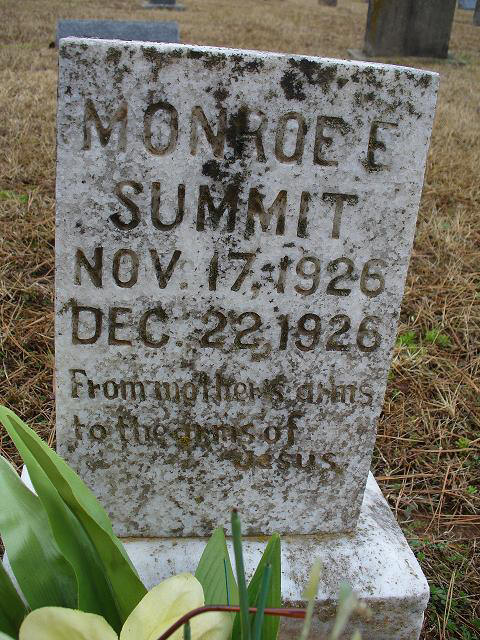 MONROE E
SUMMIT
NOV. 17, 1926
DEC 22, 1926
From mother's arms
to the arms of
Jesus